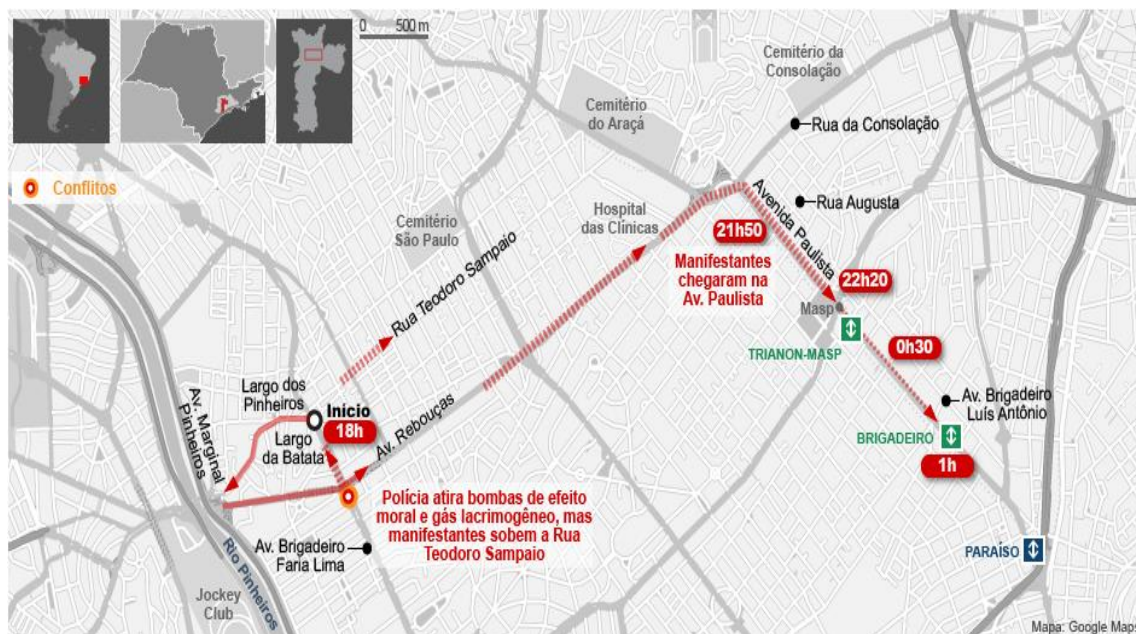 0 500 m
Conflitos
Cemitério da
Consolação
Cemitério
do Araçá
Rua da Consolação
Avenida Paulista
Rua Augusta
Hospital
das Clínicas
Cemitério
São Paulo
21h50
Manifestantes
chegaram na
Av. Paulista
22h20
Masp
TRIANON-MASP
0h30
Rua Teodoro Sampaio
Largo dos
Pinheiros
Início
18h
Largo
da Batata
Av. Marginal
Pinheiros
Av. Rebouças
Av. Brigadeiro
Luís Antônio
BRIGADEIRO
1h
Polícia atira bombas de efeito
moral e gás lacrimogêneo, mas
manifestantes sobem a Rua
Teodoro Sampaio
Av. Brigadeiro
Faria Lima
Rio Pinheiros
Jockey
Club
PARAÍSO
Mapa: Google Maps